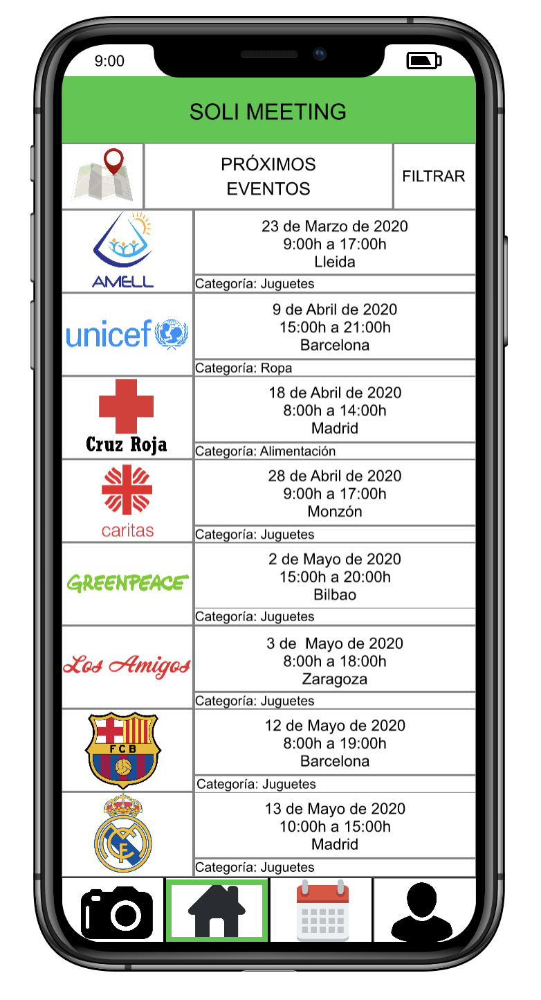 9:00
SOLI MEETING
PRÓXIMOS
EVENTOS
FILTRAR
AMELL
23 de Marzo de 2020
9:00h a 17:00h
Lleida
Categoría: Juguetes
unicef
9 de Abril de 2020
15:00h a 21:00h
Barcelona
Categoría: Ropa
Cruz Roja
18 de Abril de 2020
8:00h a 14:00h
Madrid
Categoría: Alimentación
caritas
28 de Abril de 2020
9:00h a 17:00h
Monzón
Categoría: Juguetes
GREENPEACE
2 de Mayo de 2020
15:00h a 20:00h
Bilbao
Categoría: Juguetes
Los Amigos
3 de  Mayo de 2020
8:00h a 18:00h
Zaragoza
Categoría: Juguetes
FCB
12 de Mayo de 2020
8:00h a 19:00h
Barcelona
Categoría: Juguetes
MCF
13 de Mayo de 2020
10:00h a 15:00h
Madrid
Categoría: Juguetes